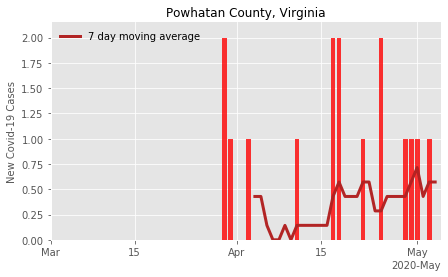 Powhatan County, Virginia
7 day moving average
New Covid-19 Cases
2.00
1.75
1.50
1.25
1.00
0.75
0.50
0.25
0.00
Mar
15
Apr
15
May
2020-May